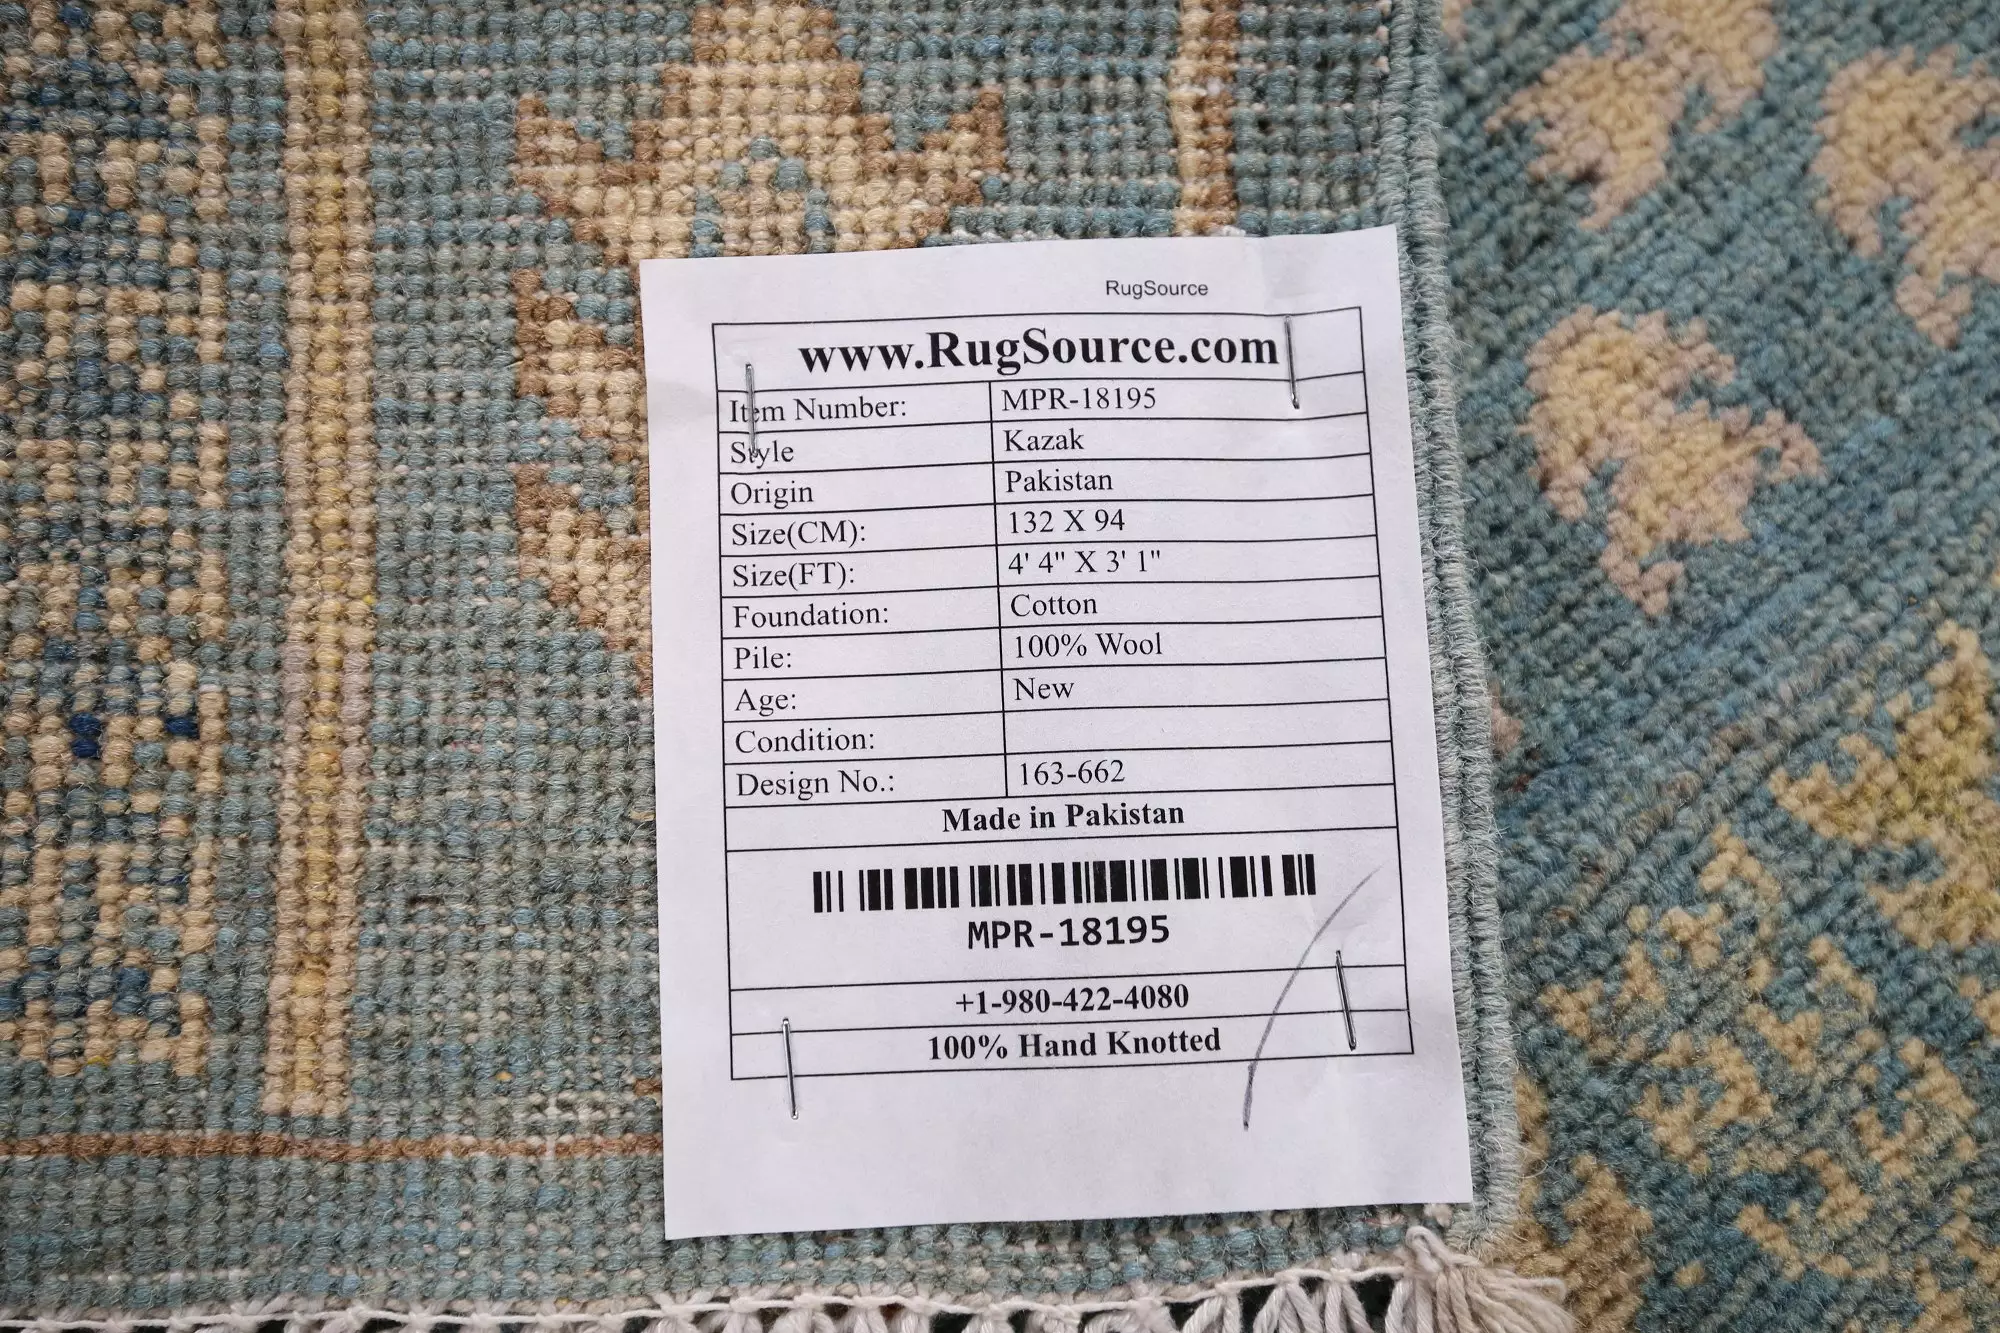 RugSource
www.RugSource.com
Item Number: MPR-18195
Style Kazak
Origin Pakistan
Size(CM): 132 X 94
Size(FT): 4' 4" X 3' 1"
Foundation: Cotton
Pile: 100% Wool
Age: New
Condition:
Design No.: 163-662
Made in Pakistan
MPR-18195
+1-980-422-4080
100% Hand Knotted